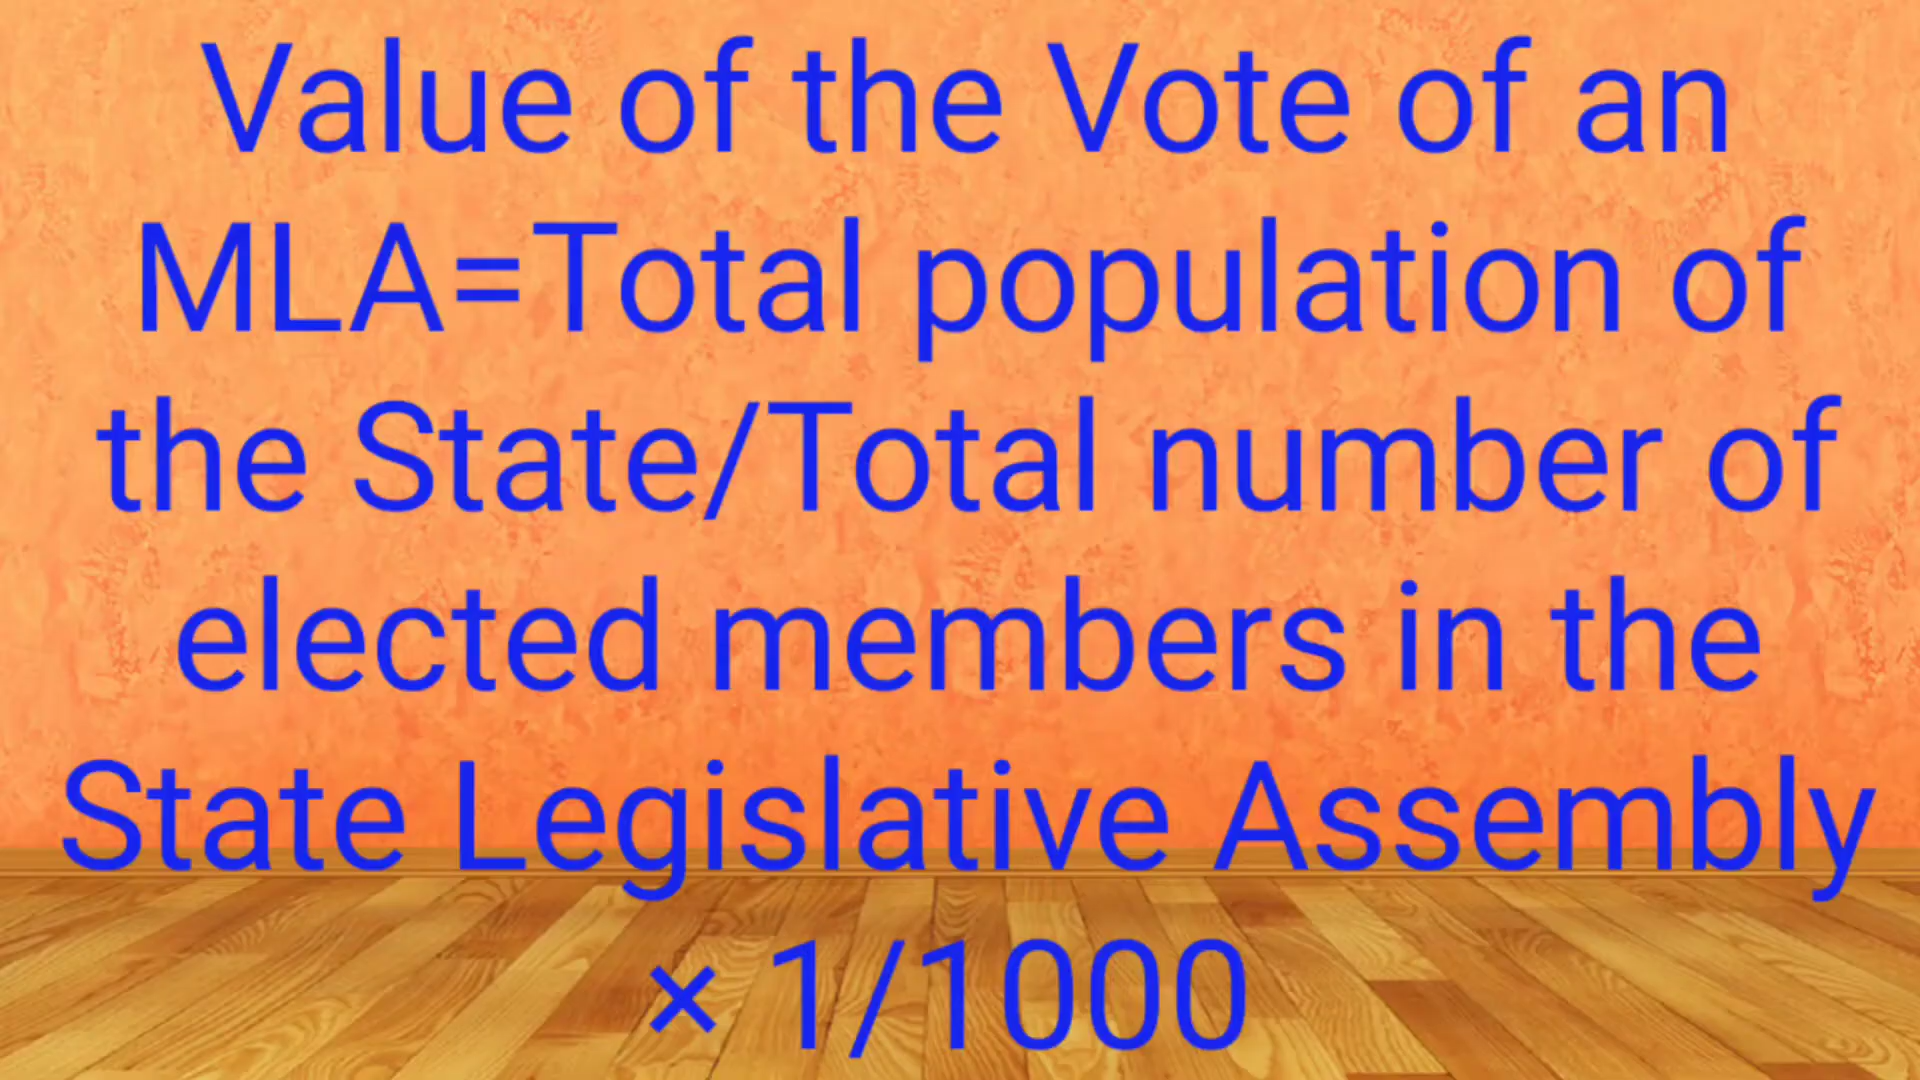 Value of the Vote of an
MLA=Total population of
the State/Total number of
elected members in the
State Legislative Assembly
× 1/1000